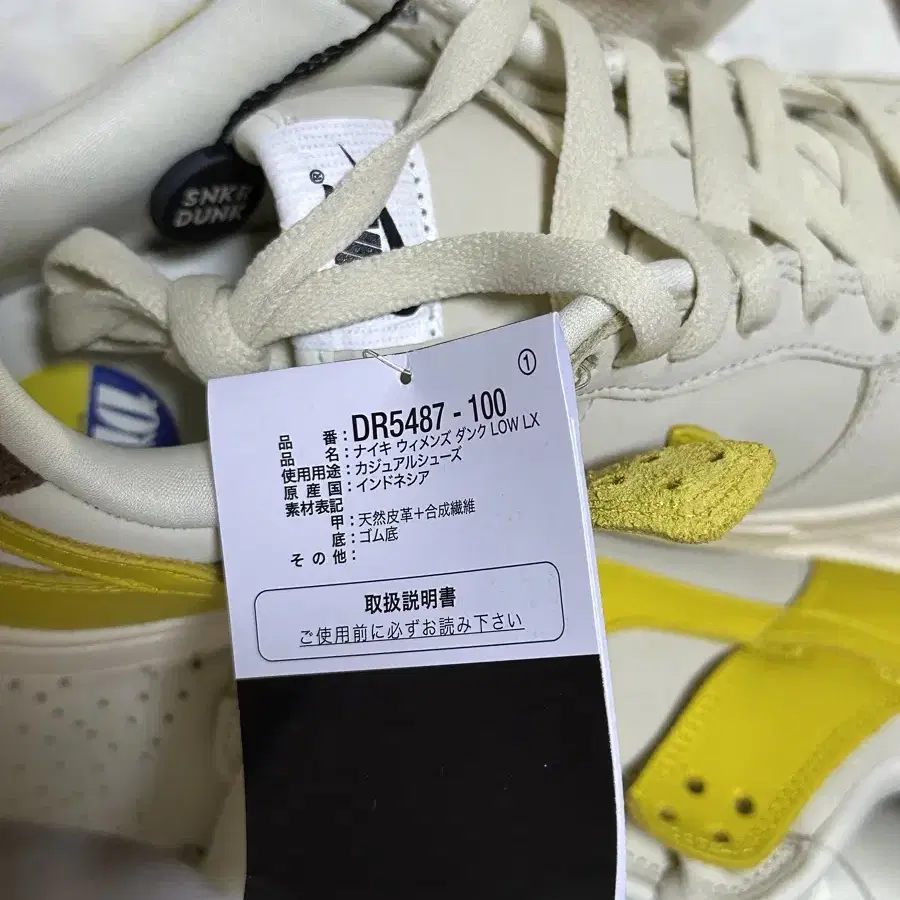 SNKR
DUNK
®
①
品 番：DR5487 - 100
品 名：ナイキ ウィメンズ ダンク LOW LX
使用用途：カジュアルシューズ
原 産 国：インドネシア
素材表記
甲：天然皮革＋合成繊維
底：ゴム底
そ の 他：
取扱説明書
ご使用前に必ずお読み下さい